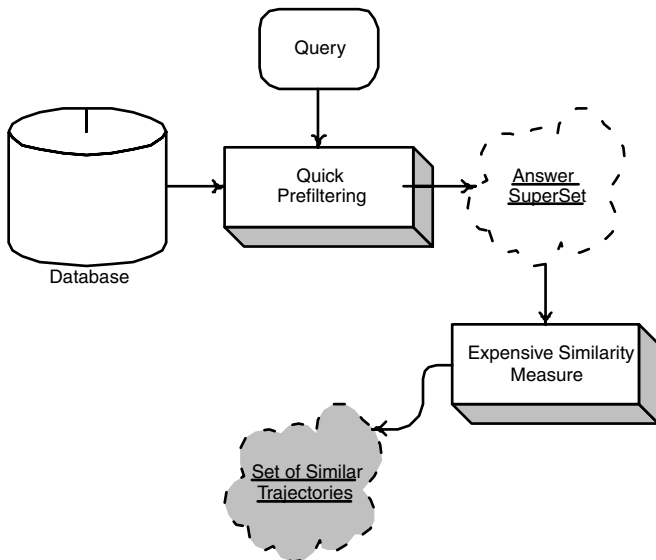 Query
Quick
Prefiltering
Answer
SuperSet
Database
Expensive Similarity
Measure
Set of Similar
Trajectories